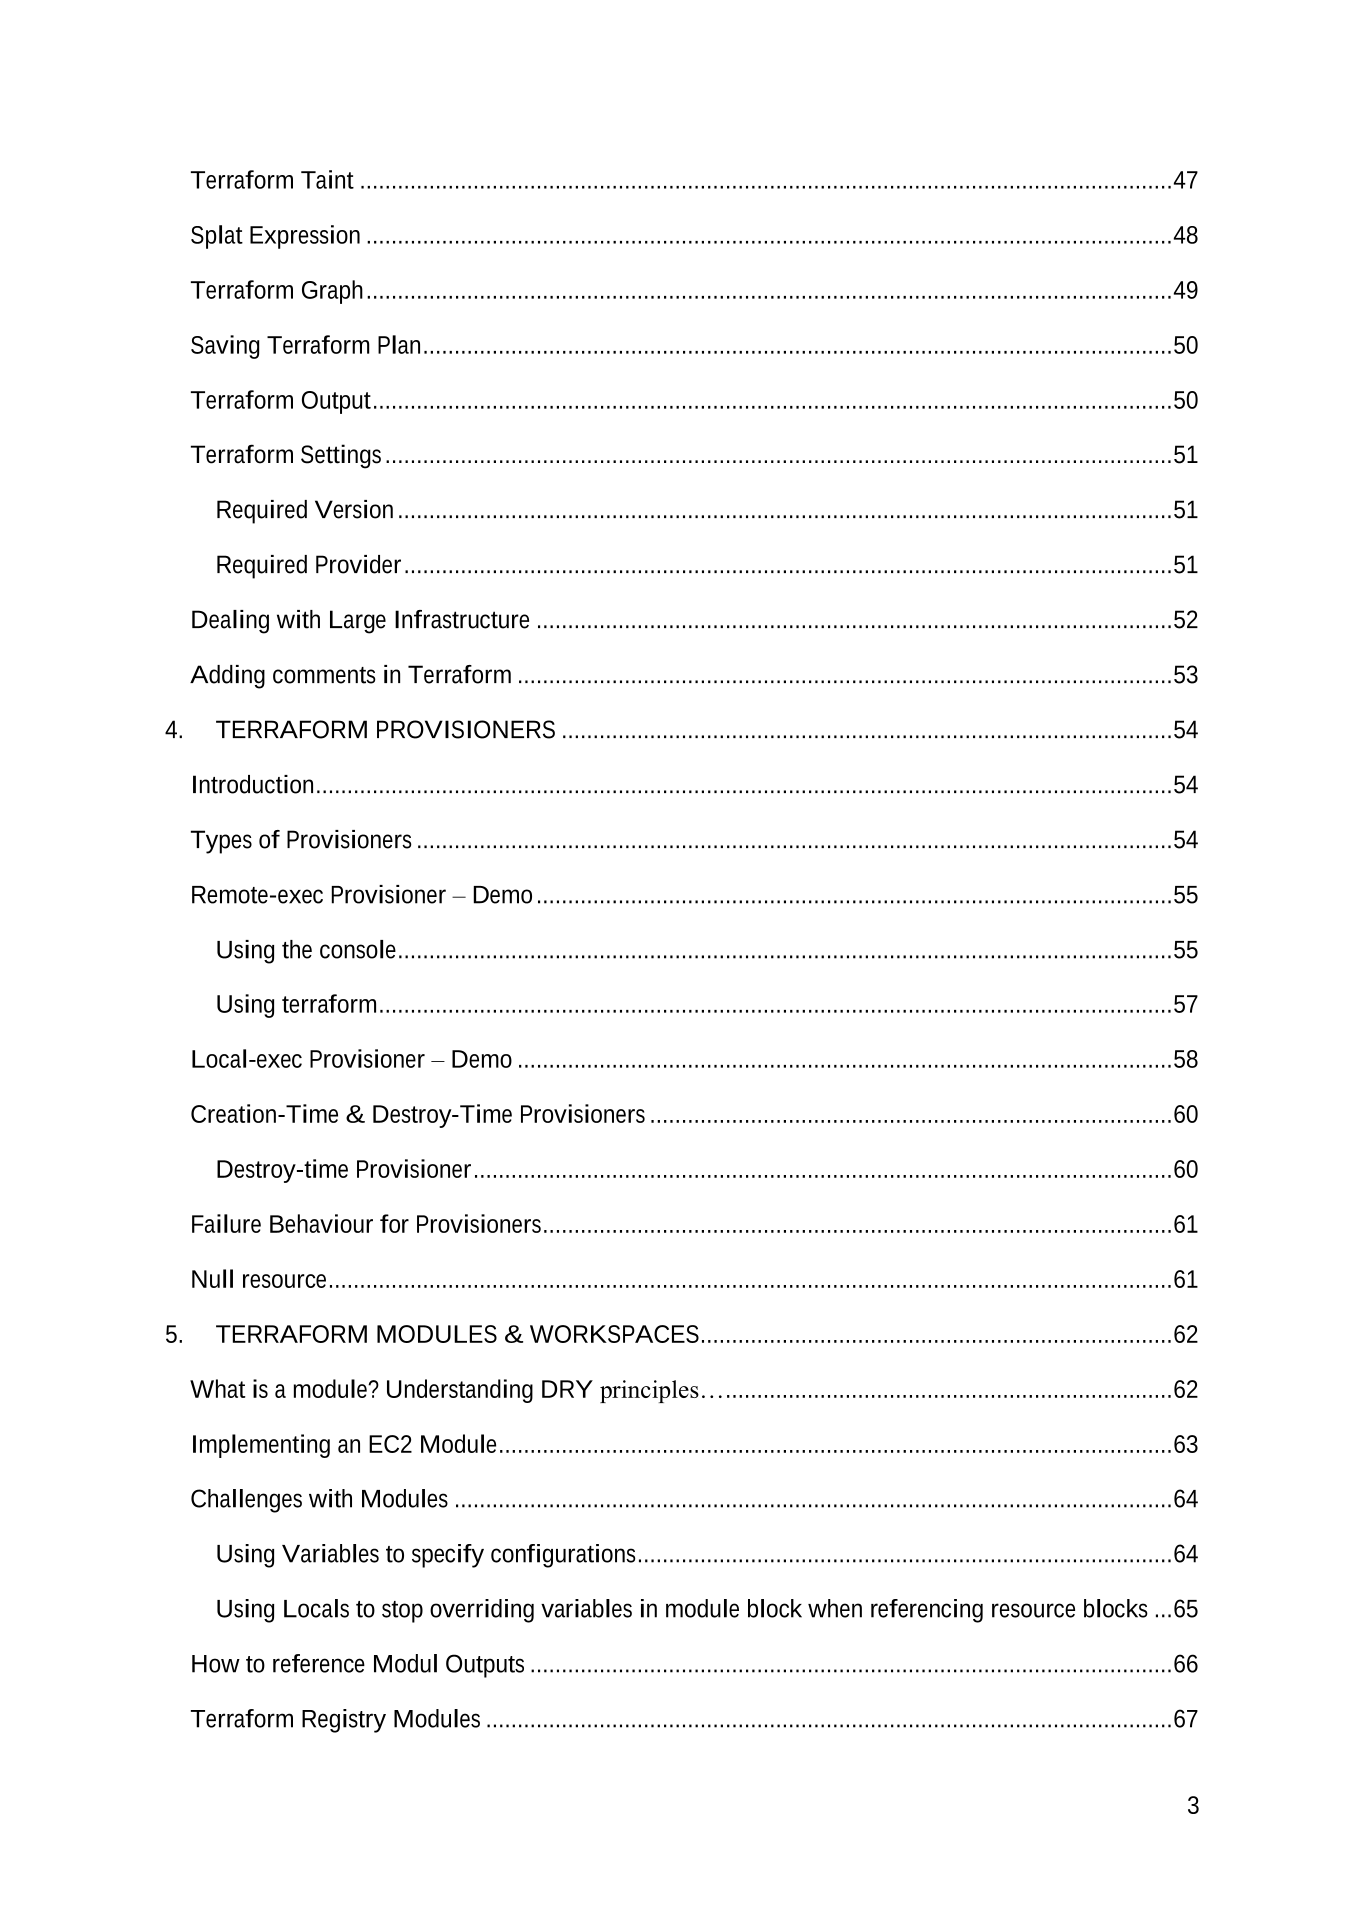 Terraform Taint ........................................................47
Splat Expression ........................................................48
Terraform Graph........................................................49
Saving Terraform Plan........................................................50
Terraform Output........................................................50
Terraform Settings ........................................................51
Required Version ........................................................51
Required Provider ........................................................51
Dealing with Large Infrastructure ........................................................52
Adding comments in Terraform ........................................................53
4. TERRAFORM PROVISIONERS ........................................................54
Introduction........................................................54
Types of Provisioners ........................................................54
Remote-exec Provisioner – Demo ........................................................55
Using the console........................................................55
Using terraform........................................................57
Local-exec Provisioner – Demo ........................................................58
Creation-Time & Destroy-Time Provisioners ........................................................60
Destroy-time Provisioner........................................................60
Failure Behaviour for Provisioners........................................................61
Null resource........................................................61
5. TERRAFORM MODULES & WORKSPACES........................................................62
What is a module? Understanding DRY principles…........................................................62
Implementing an EC2 Module........................................................63
Challenges with Modules ........................................................64
Using Variables to specify configurations........................................................64
Using Locals to stop overriding variables in module block when referencing resource blocks ...65
How to reference Modul Outputs ........................................................66
Terraform Registry Modules ........................................................67
3